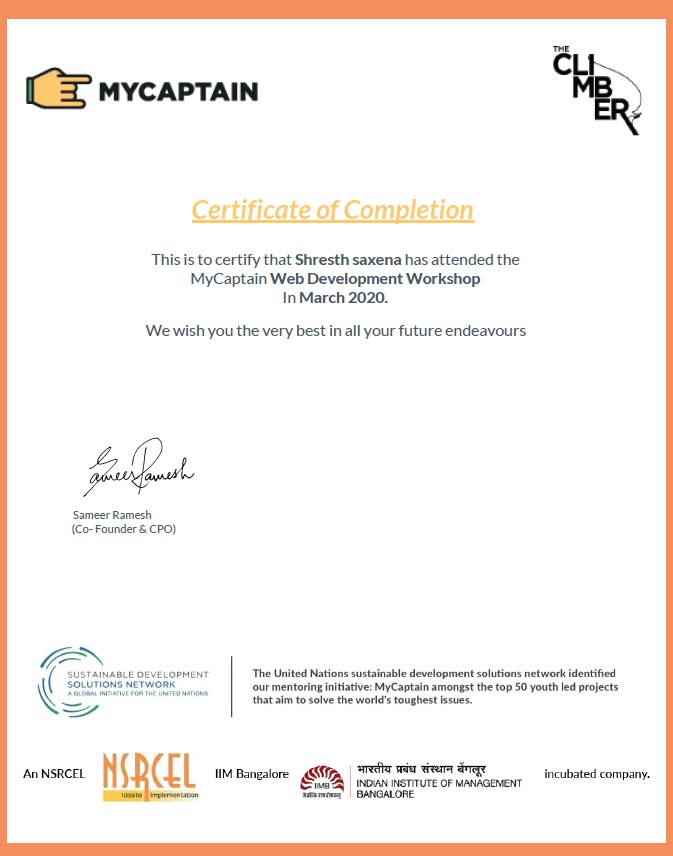 MYCAPTAIN
THE
CLI
MB
ER
Certificate of Completion
This is to certify that Shresth saxena has attended the
MyCaptain Web Development Workshop
In March 2020.
We wish you the very best in all your future endeavours
Sameer Ramesh
Sameer Ramesh
(Co- Founder & CPO)
SUSTAINABLE DEVELOPMENT
SOLUTIONS NETWORK
A GLOBAL INITIATIVE FOR THE UNITED NATIONS
The United Nations sustainable development solutions network identified
our mentoring initiative: MyCaptain amongst the top 50 youth led projects
that aim to solve the world's toughest issues.
An NSRCEL
NSRCEL
Idea to Implementation
IIM Bangalore
IIMB
भारतीय प्रबंध संस्थान बेंगलूर
INDIAN INSTITUTE OF MANAGEMENT
BANGALORE
incubated company.